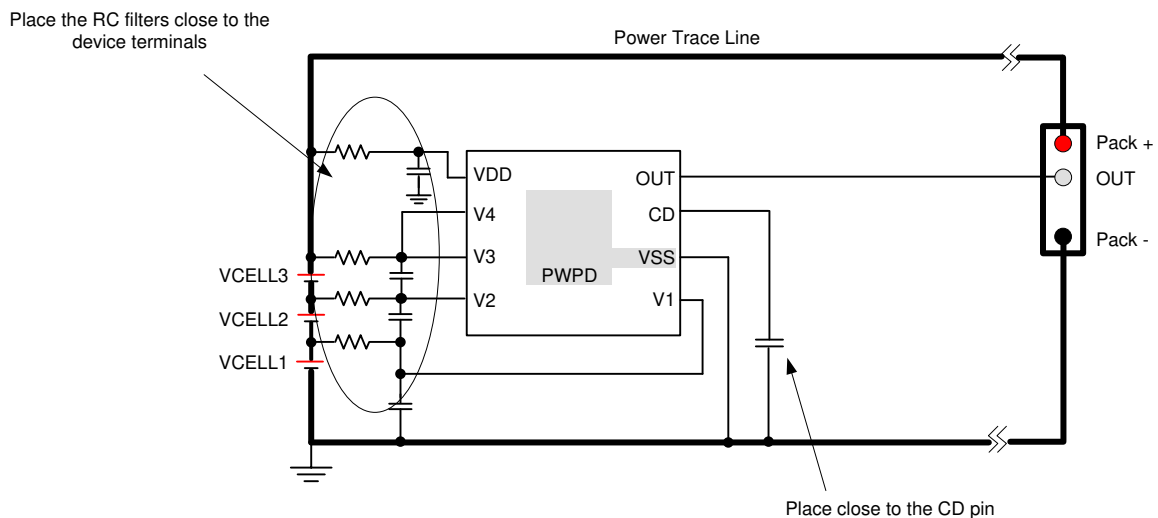 Place the RC filters close to the
device terminals
Power Trace Line
Pack +
OUT
Pack -
VDD
V4
V3
V2
OUT
CD
VSS
V1
PWPD
VCELL3
VCELL2
VCELL1
Place close to the CD pin